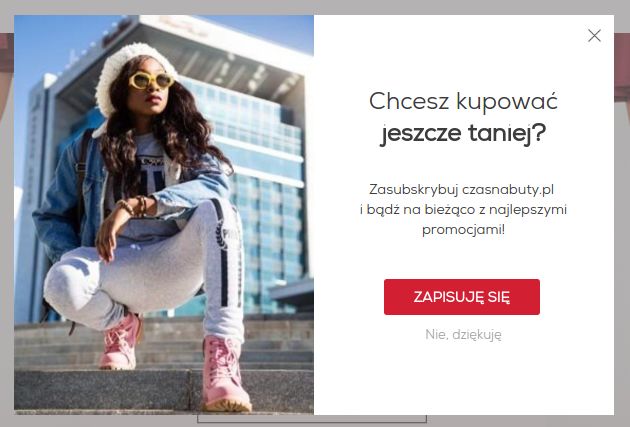 Chcesz kupować
jeszcze taniej?
Zasubskrybuj czasnabuty.pl
i bądź na bieżąco z najlepszymi
promocjami!
ZAPISUJĘ SIĘ
Nie, dziękuję